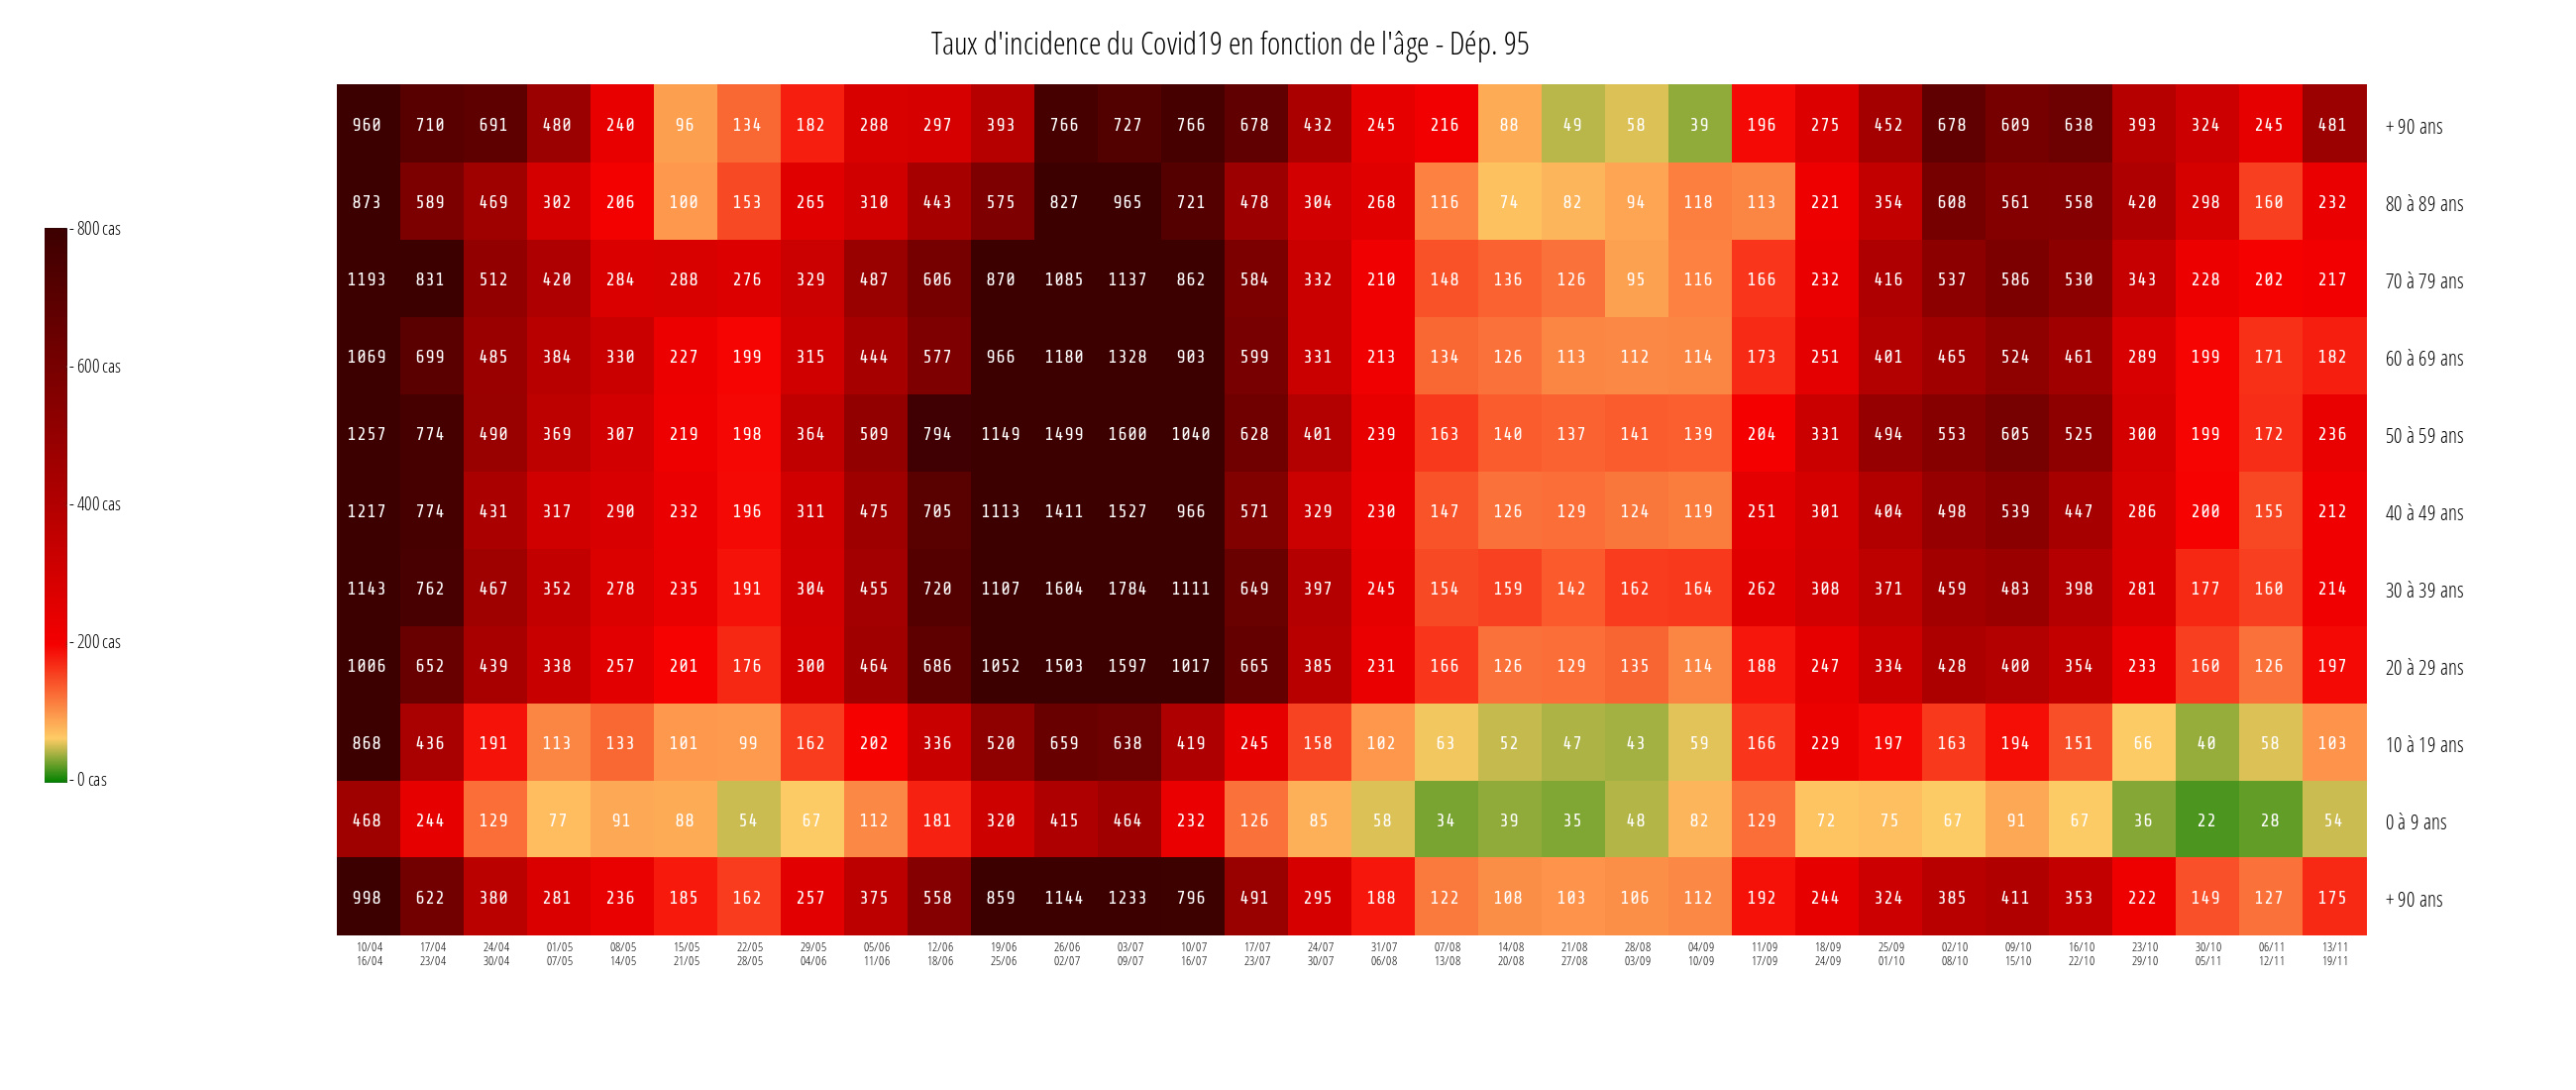 Taux d'incidence du Covid19 en fonction de l'âge - Dép. 95
960 710 691 480 240 96 134 182 288 297 393 766 727 766 678 432 245 216 88 49 58 39 196 275 452 678 609 638 393 324 245 481 + 90 ans
873 589 469 302 206 100 153 265 310 443 575 827 965 721 478 304 268 116 74 82 94 118 113 221 354 608 561 558 420 298 160 232 80 à 89 ans
1193 831 512 420 284 288 276 329 487 606 870 1085 1137 862 584 332 210 148 136 126 95 116 166 232 416 537 586 530 343 228 202 217 70 à 79 ans
1069 699 485 384 330 227 199 315 444 577 966 1180 1328 903 599 331 213 134 126 113 112 114 173 251 401 465 524 461 289 199 171 182 60 à 69 ans
1257 774 490 369 307 219 198 364 509 794 1149 1499 1600 1040 628 401 239 163 140 137 141 139 204 331 494 553 605 525 300 199 172 236 50 à 59 ans
1217 774 431 317 290 232 196 311 475 705 1113 1411 1527 966 571 329 230 147 126 129 124 119 251 301 404 498 539 447 286 200 155 212 40 à 49 ans
1143 762 467 352 278 235 191 304 455 720 1107 1604 1784 1111 649 397 245 154 159 142 162 164 262 308 371 459 483 398 281 177 160 214 30 à 39 ans
1006 652 439 338 257 201 176 300 464 686 1052 1503 1597 1017 665 385 231 166 126 129 135 114 188 247 334 428 400 354 233 160 126 197 20 à 29 ans
868 436 191 113 133 101 99 162 202 336 520 659 638 419 245 158 102 63 52 47 43 59 166 229 197 163 194 151 66 40 58 103 10 à 19 ans
468 244 129 77 91 88 54 67 112 181 320 415 464 232 126 85 58 34 39 35 48 82 129 72 75 67 91 67 36 22 28 54 0 à 9 ans
998 622 380 281 236 185 162 257 375 558 859 1144 1233 796 491 295 188 122 108 103 106 112 192 244 324 385 411 353 222 149 127 175 + 90 ans
10/04 17/04 24/04 01/05 08/05 15/05 22/05 29/05 05/06 12/06 19/06 26/06 03/07 10/07 17/07 24/07 31/07 07/08 14/08 21/08 28/08 04/09 11/09 18/09 25/09 02/10 09/10 16/10 23/10 30/10 06/11 13/11
16/04 23/04 30/04 07/05 14/05 21/05 28/05 04/06 11/06 18/06 25/06 02/07 09/07 16/07 23/07 30/07 06/08 13/08 20/08 27/08 03/09 10/09 17/09 24/09 01/10 08/10 15/10 22/10 29/10 05/11 12/11 19/11
- 800 cas
- 600 cas
- 400 cas
- 200 cas
- 0 cas